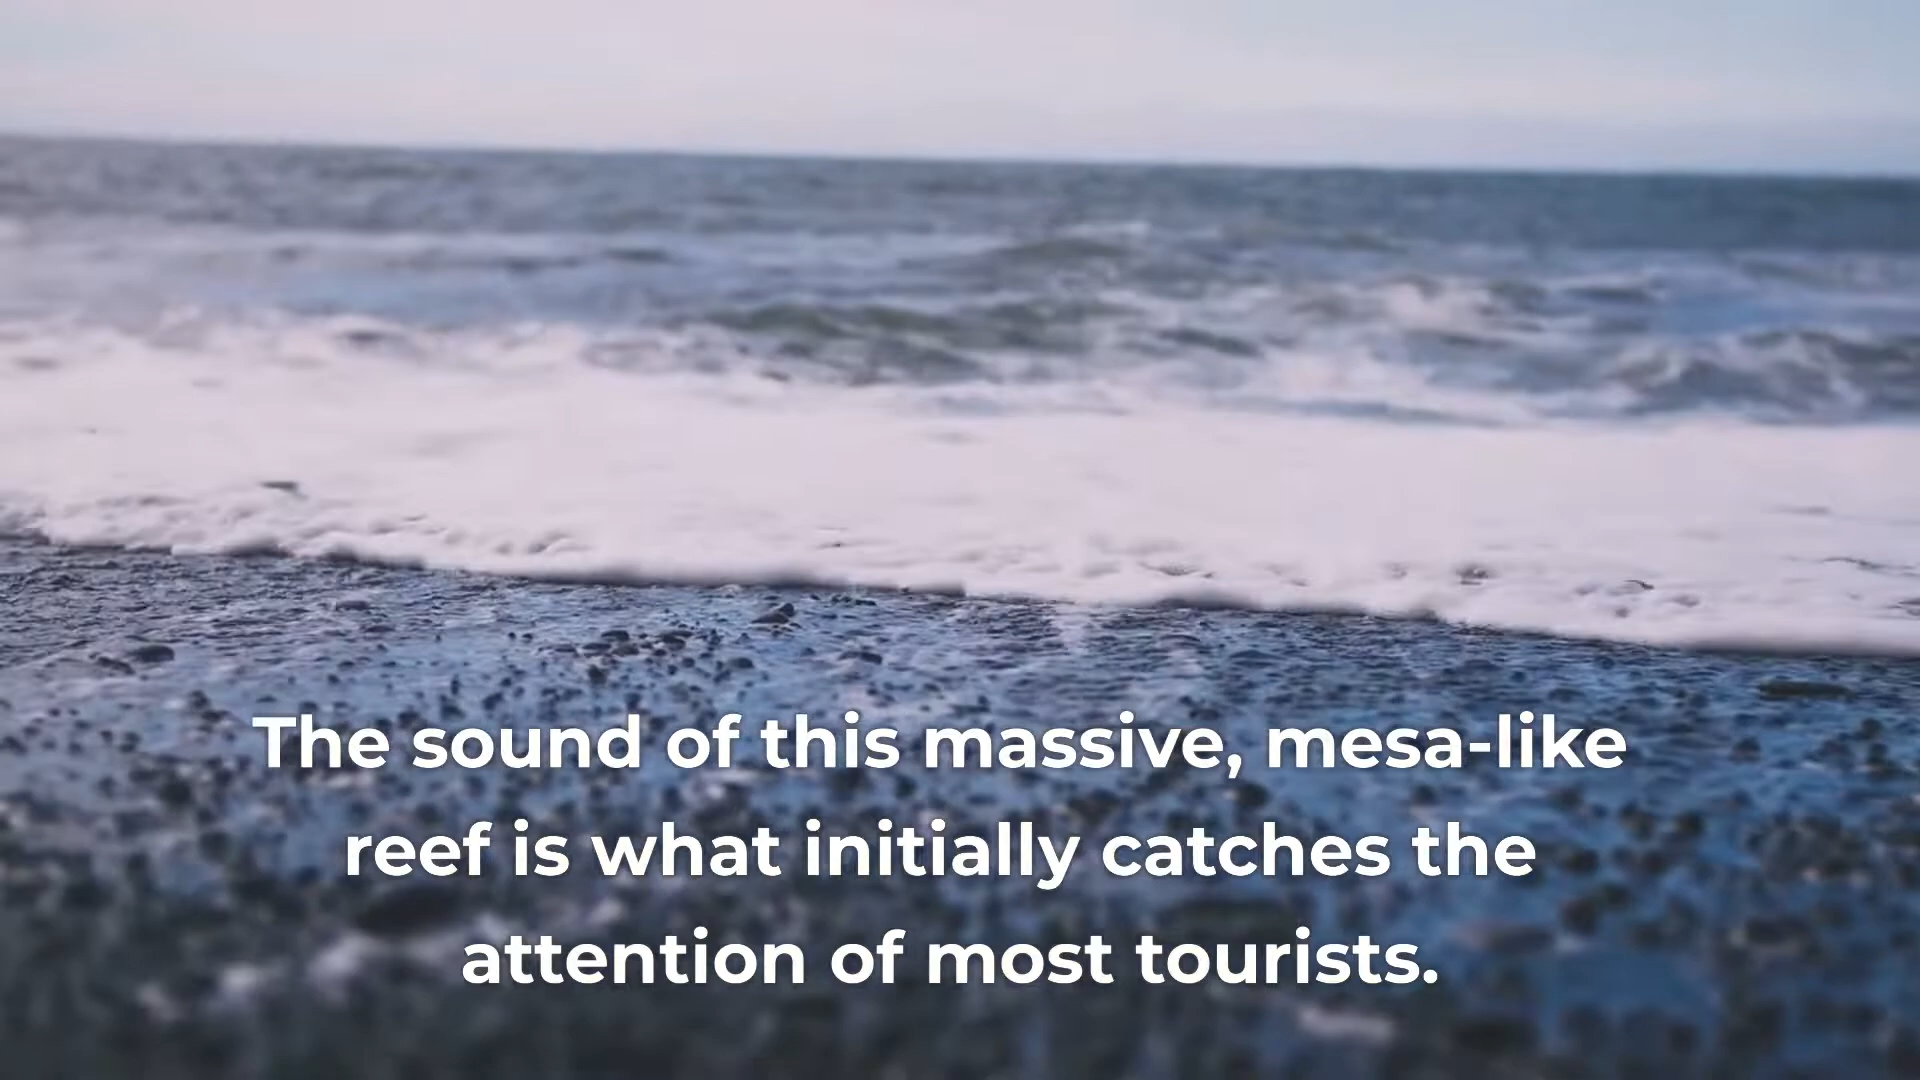 The sound of this massive, mesa-like
reef is what initially catches the
attention of most tourists.